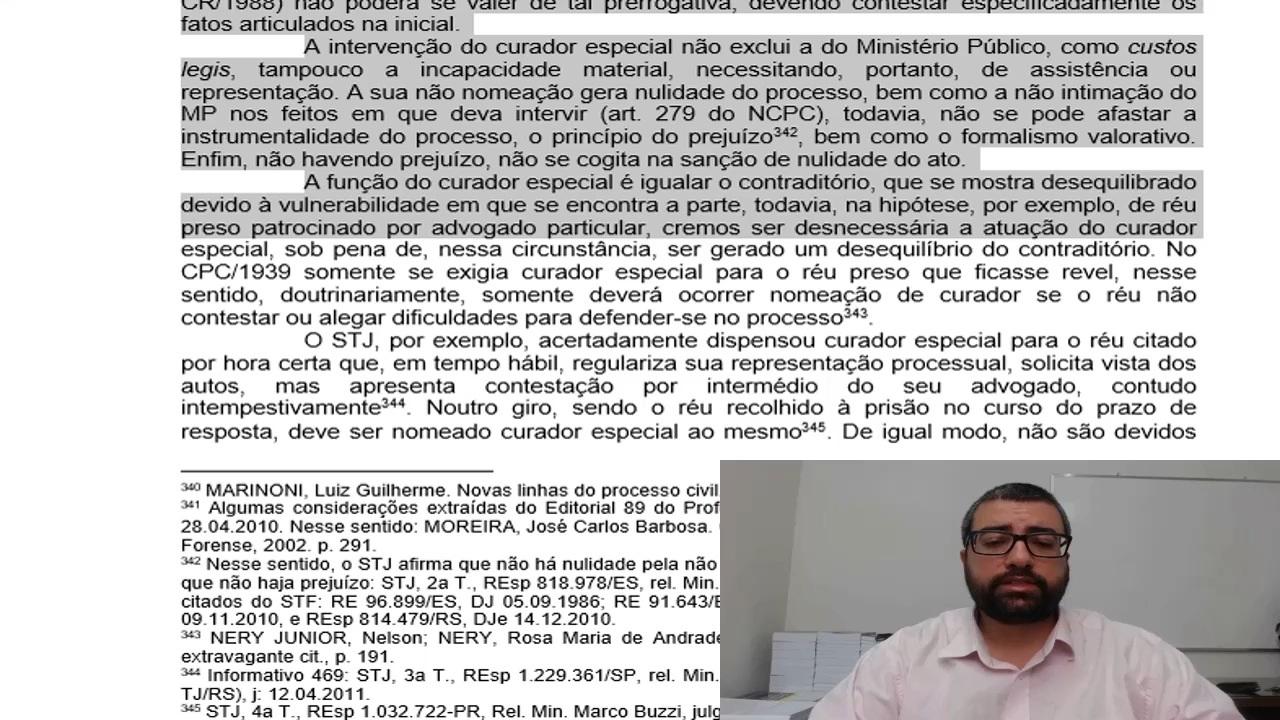 CR/1988) não poderá se valer de tal prerrogativa, devendo contestar especificadamente os
fatos articulados na inicial.
A intervenção do curador especial não exclui a do Ministério Público, como custos
legis, tampouco a incapacidade material, necessitando, portanto, de assistência ou
representação. A sua não nomeação gera nulidade do processo, bem como a não intimação do
MP nos feitos em que deva intervir (art. 279 do NCPC), todavia, não se pode afastar a
instrumentalidade do processo, o princípio do prejuízo³⁴², bem como o formalismo valorativo.
Enfim, não havendo prejuízo, não se cogita na sanção de nulidade do ato.
A função do curador especial é igualar o contraditório, que se mostra desequilibrado
devido à vulnerabilidade em que se encontra a parte, todavia, na hipótese, por exemplo, de réu
preso patrocinado por advogado particular, cremos ser desnecessária a atuação do curador
especial, sob pena de, nessa circunstância, ser gerado um desequilíbrio do contraditório. No
CPC/1939 somente se exigia curador especial para o réu preso que ficasse revel, nesse
sentido, doutrinariamente, somente deverá ocorrer nomeação de curador se o réu não
contestar ou alegar dificuldades para defender-se no processo³⁴³.
O STJ, por exemplo, acertadamente dispensou curador especial para o réu citado
por hora certa que, em tempo hábil, regulariza sua representação processual, solicita vista dos
autos, mas apresenta contestação por intermédio do seu advogado, contudo
intempestivamente³⁴⁴. Noutro giro, sendo o réu recolhido à prisão no curso do prazo de
resposta, deve ser nomeado curador especial ao mesmo³⁴⁵. De igual modo, não são devidos
³⁴⁰ MARINONI, Luiz Guilherme. Novas linhas do processo civil
³⁴¹ Algumas considerações extraídas do Editorial 89 do Prof
28.04.2010. Nesse sentido: MOREIRA, José Carlos Barbosa.
Forense, 2002. p. 291.
³⁴² Nesse sentido, o STJ afirma que não há nulidade pela não
que não haja prejuízo: STJ, 2a T., REsp 818.978/ES, rel. Min.
citados do STF: RE 96.899/ES, DJ 05.09.1986; RE 91.643/E
09.11.2010, e REsp 814.479/RS, DJe 14.12.2010.
³⁴³ NERY JUNIOR, Nelson; NERY, Rosa Maria de Andrade
extravagante cit., p. 191.
³⁴⁴ Informativo 469: STJ, 3a T., REsp 1.229.361/SP, rel. Min.
TJ/RS), j: 12.04.2011.
³⁴⁵ STJ, 4a T., REsp 1.032.722-PR, Rel. Min. Marco Buzzi, julg